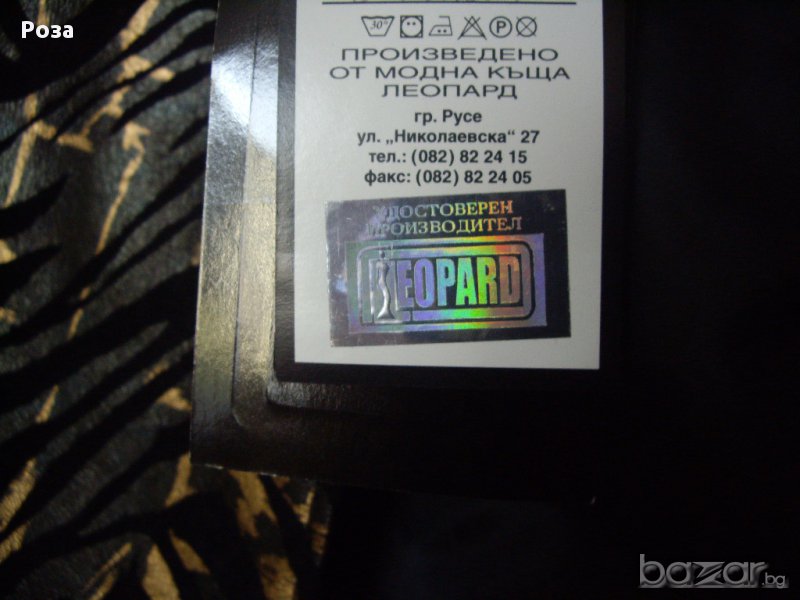 Роза
30°
ПРОИЗВЕДЕНО
ОТ МОДНА КЪЩА
ЛЕОПАРД
гр. Русе
ул. „Николаевска“ 27
тел.: (082) 82 24 15
факс: (082) 82 24 05
УДОСТОВЕРЕН
ПРОИЗВОДИТЕЛ
LEOPARD
bazar.bg